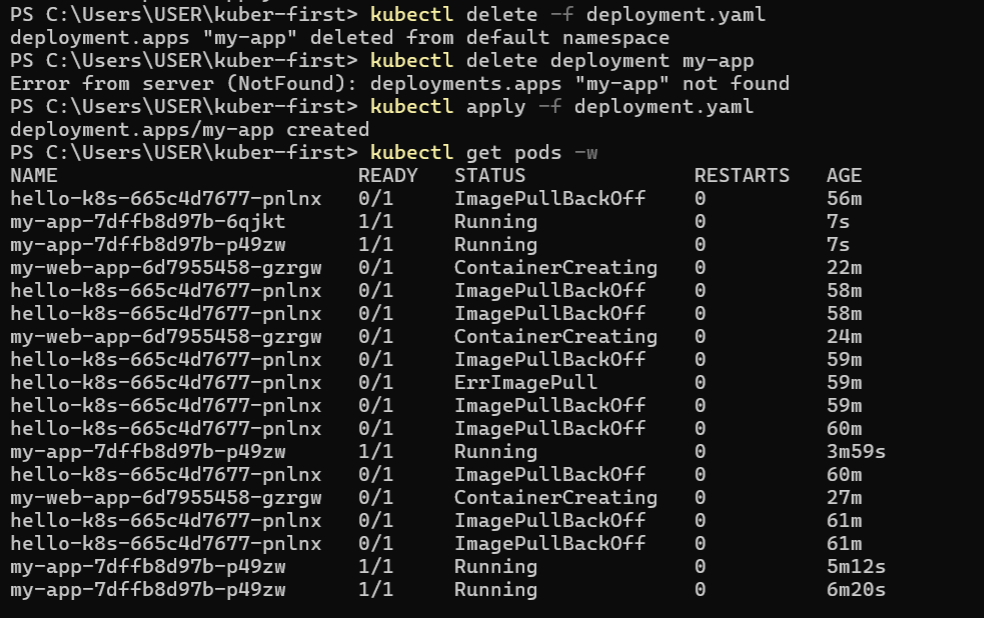 PS C:\Users\USER\kuber-first> kubectl delete -f deployment.yaml
deployment.apps "my-app" deleted from default namespace
PS C:\Users\USER\kuber-first> kubectl delete deployment my-app
Error from server (NotFound): deployments.apps "my-app" not found
PS C:\Users\USER\kuber-first> kubectl apply -f deployment.yaml
deployment.apps/my-app created
PS C:\Users\USER\kuber-first> kubectl get pods -w
NAME READY STATUS RESTARTS AGE
hello-k8s-665c4d7677-pnlnx 0/1 ImagePullBackOff 0 56m
my-app-7dffb8d97b-6qjkt 1/1 Running 0 7s
my-app-7dffb8d97b-p49zw 1/1 Running 0 7s
my-web-app-6d7955458-gzrgw 0/1 ContainerCreating 0 22m
hello-k8s-665c4d7677-pnlnx 0/1 ImagePullBackOff 0 58m
hello-k8s-665c4d7677-pnlnx 0/1 ImagePullBackOff 0 58m
my-web-app-6d7955458-gzrgw 0/1 ContainerCreating 0 24m
hello-k8s-665c4d7677-pnlnx 0/1 ImagePullBackOff 0 59m
hello-k8s-665c4d7677-pnlnx 0/1 ErrImagePull 0 59m
hello-k8s-665c4d7677-pnlnx 0/1 ImagePullBackOff 0 59m
hello-k8s-665c4d7677-pnlnx 0/1 ImagePullBackOff 0 60m
my-app-7dffb8d97b-p49zw 1/1 Running 0 3m59s
hello-k8s-665c4d7677-pnlnx 0/1 ImagePullBackOff 0 60m
my-web-app-6d7955458-gzrgw 0/1 ContainerCreating 0 27m
hello-k8s-665c4d7677-pnlnx 0/1 ImagePullBackOff 0 61m
hello-k8s-665c4d7677-pnlnx 0/1 ImagePullBackOff 0 61m
my-app-7dffb8d97b-p49zw 1/1 Running 0 5m12s
my-app-7dffb8d97b-p49zw 1/1 Running 0 6m20s